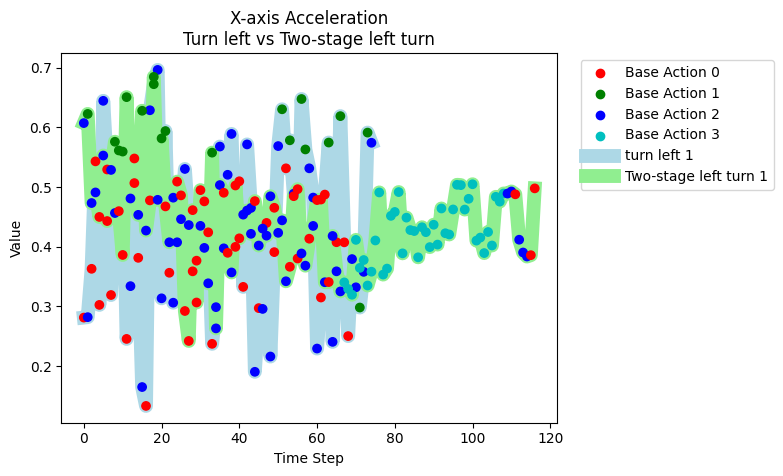 X-axis Acceleration
Turn left vs Two-stage left turn
0.7
0.6
0.5
0.4
0.3
0.2
Value
0 20 40 60 80 100 120
Time Step
Base Action 0
Base Action 1
Base Action 2
Base Action 3
turn left 1
Two-stage left turn 1